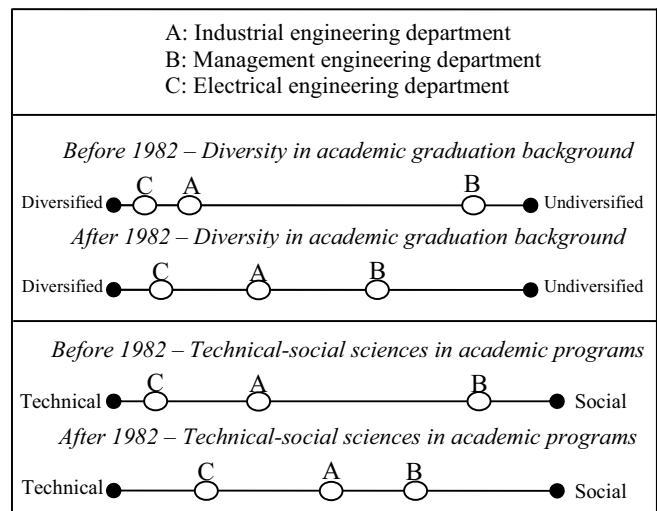 A: Industrial engineering department
B: Management engineering department
C: Electrical engineering department
Before 1982 – Diversity in academic graduation background
C A B
Diversified Undiversified
After 1982 – Diversity in academic graduation background
C A B
Diversified Undiversified
Before 1982 – Technical-social sciences in academic programs
C A B
Technical Social
After 1982 – Technical-social sciences in academic programs
C A B
Technical Social